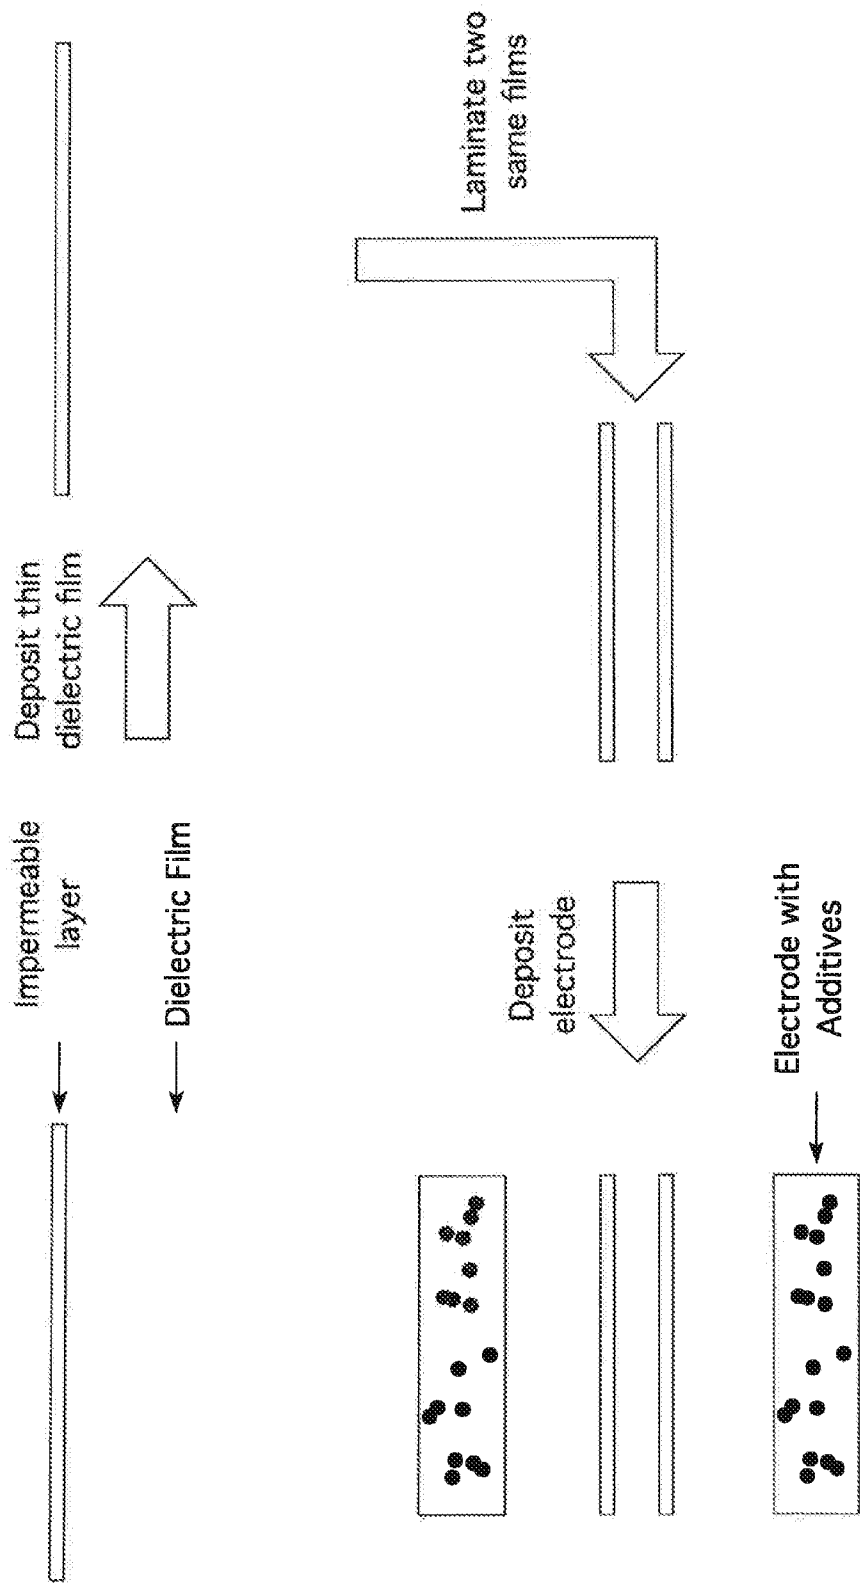 Impermeable
layer
Dielectric Film
Deposit thin
dielectric film
Laminate two
same films
Deposit
electrode
Electrode with
Additives